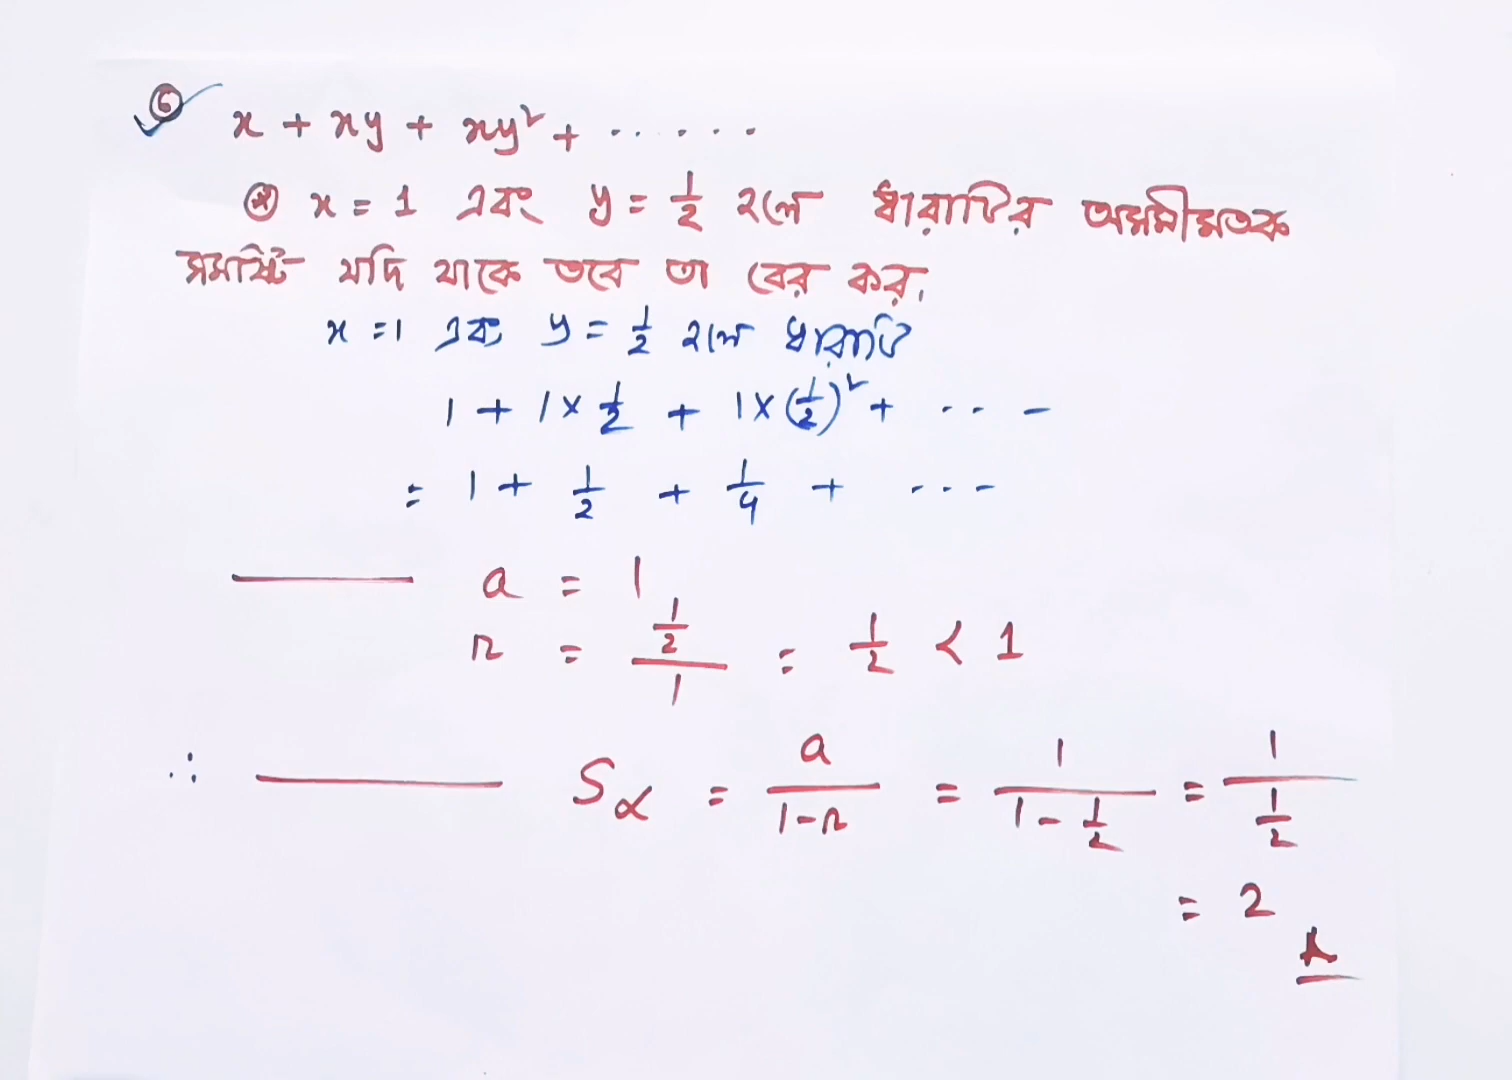 ৬ x + xy + xy² + ......
x = 1 এবং y = 1/2 হলে ধারাটির অসীমতক
সমষ্টি যদি থাকে তবে তা বের কর।
x = 1 এবং y = 1/2 হলে ধারাটি
1 + 1 × 1/2 + 1 × (1/2)² + ...
= 1 + 1/2 + 1/4 + ...
a = 1
r = (1/2)/1 = 1/2 < 1
∴ S∝ = a/(1-r) = 1/(1 - 1/2) = 1/(1/2)
= 2